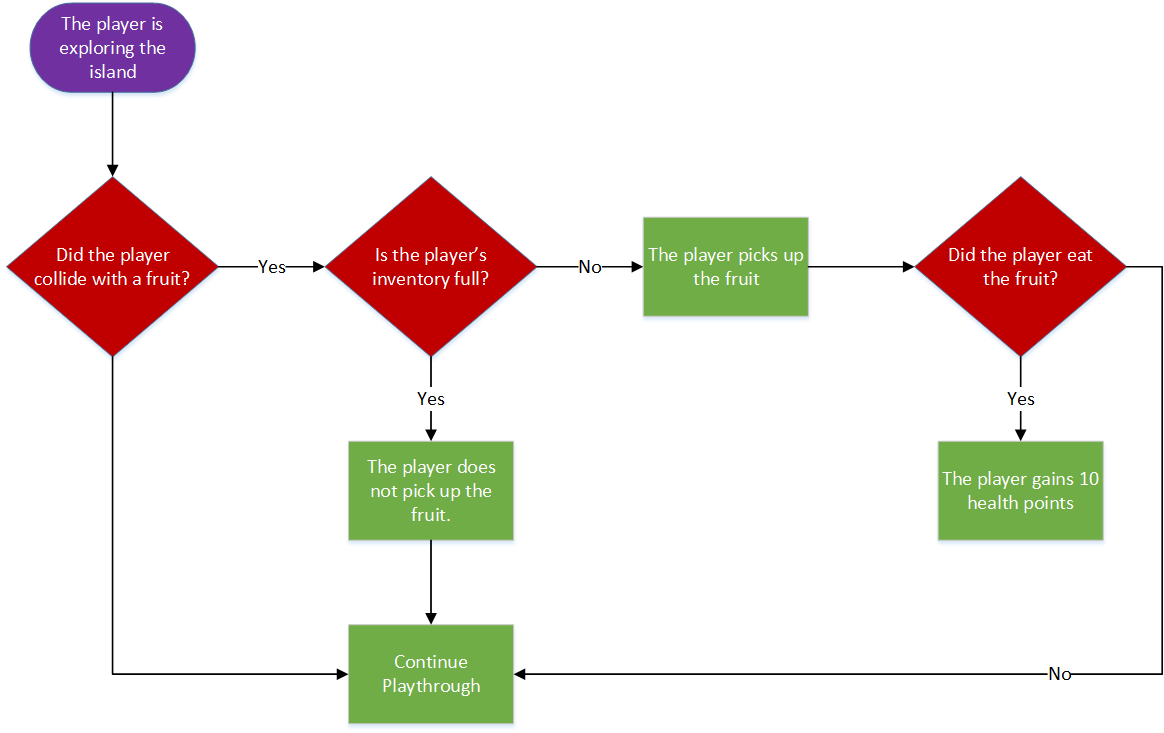 The player is
exploring the
island
Did the player
collide with a fruit?
Yes
Is the player's
inventory full?
No
The player picks up
the fruit
Did the player eat
the fruit?
Yes
Yes
The player does
not pick up the
fruit.
The player gains 10
health points
Continue
Playthrough
No